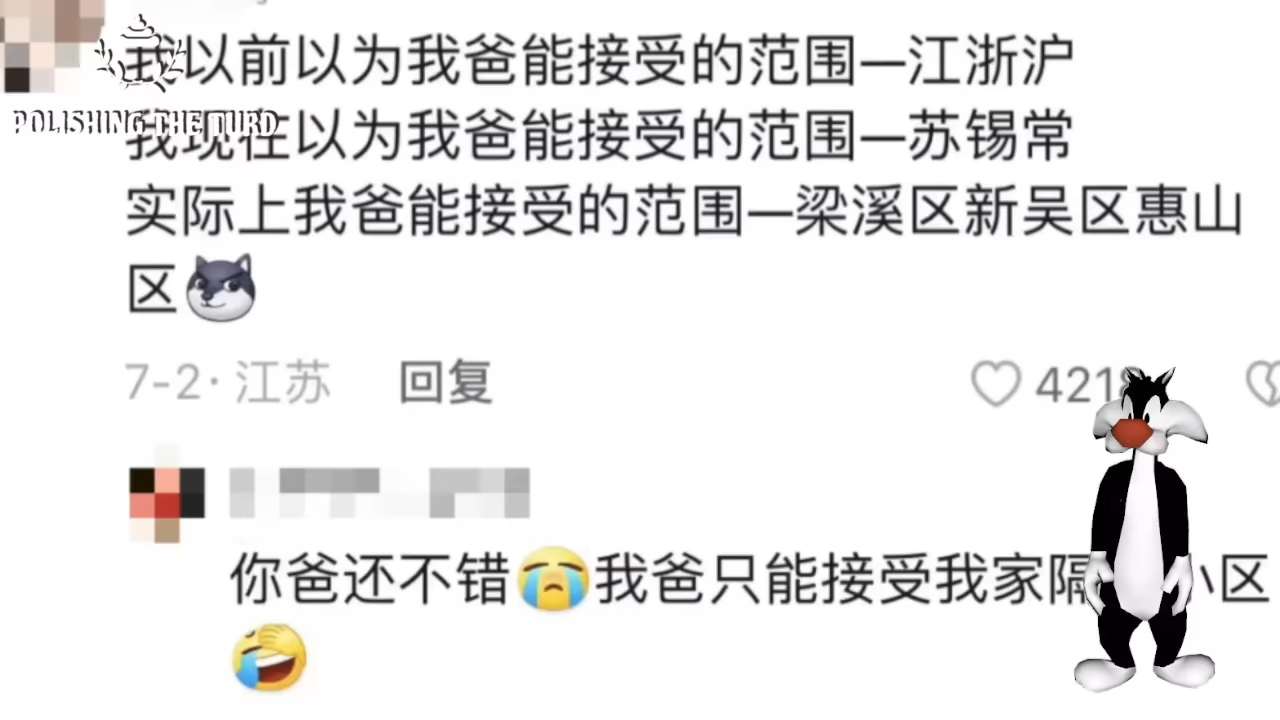 POLISHING THE TURD
我以前以为我爸能接受的范围—江浙沪
我现在以为我爸能接受的范围—苏锡常
实际上我爸能接受的范围—梁溪区新吴区惠山
区
7-2·江苏 回复 421
你爸还不错 我爸只能接受我家隔 小区